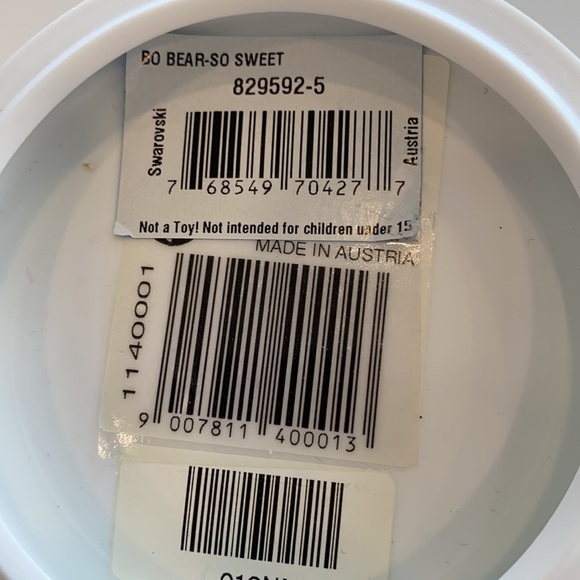 BO BEAR-SO SWEET
829592-5
Swarovski
Austria
7 68549 70427 7
Not a Toy! Not intended for children under 15
MADE IN AUSTRIA
1140001
9 007811 400013